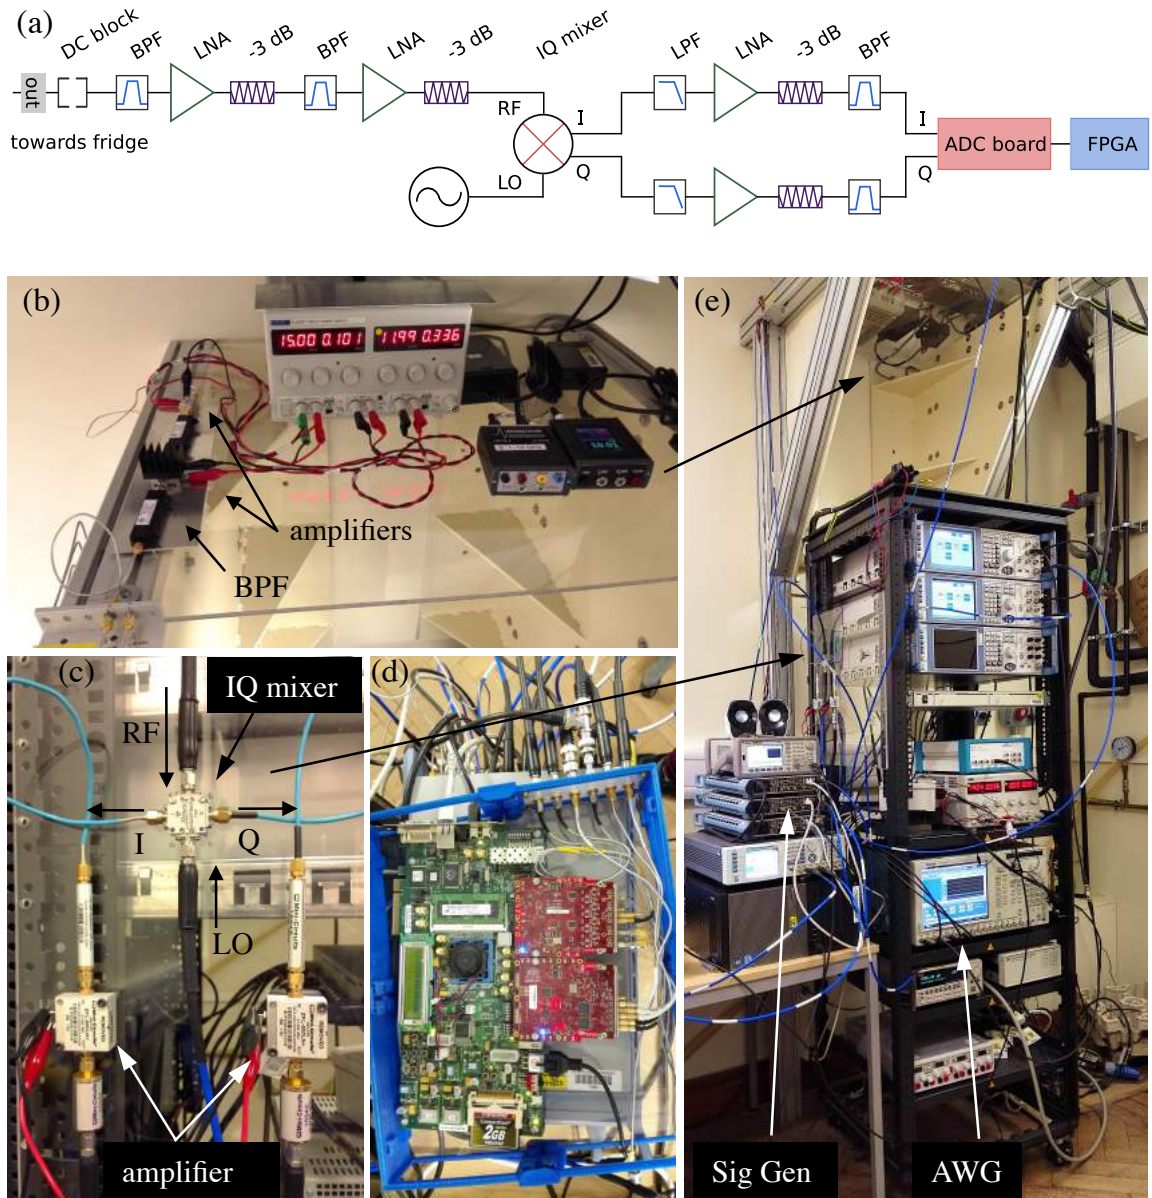 (a)
DC block BPF LNA -3 dB BPF LNA -3 dB IQ mixer LPF LNA -3 dB BPF
out
towards fridge
RF
I
I
LO
Q
Q
ADC board
FPGA
(b)
15.00 0.101 11.99 0.336
amplifiers
BPF
(c)
IQ mixer
RF
I
Q
LO
Mini-Circuits
amplifier
(d)
2GB
(e)
Sig Gen
AWG